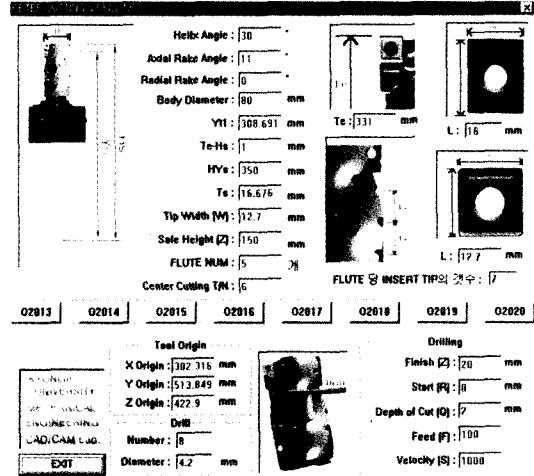 Helix Angle : 30 °
Axial Rake Angle : 11 °
Radial Rake Angle : 0 °
Body Diameter : 80 mm
308.691 mm
Te-Hs : 1 mm
HYs : 350 mm
Ts : 16.676 mm
Tip Width (W) : 12.7 mm
Safe Height (Z) : 150 mm
FLUTE NUM : 5 개
Center Cutting T/N : 6
Te : 331 mm
L : 16 mm
L : 12.7 mm
FLUTE 당 INSERT TIP의 갯수 : 7
O2013 O2014 O2015 O2016 O2017 O2018 O2019 O2020
UNIVERSITY
ENGINEERING
CAD/CAM Lab.
EXIT
Tool Origin
X Origin : 302.316 mm
Y Origin : 513.849 mm
Z Origin : 422.9 mm
Drill
Number : 8
Diameter : 4.2 mm
Drilling
Finish (Z) : 20 mm
Start (R) : 8 mm
Depth of Cut (Q) : 2 mm
Feed (F) : 100
Velocity (S) : 1000